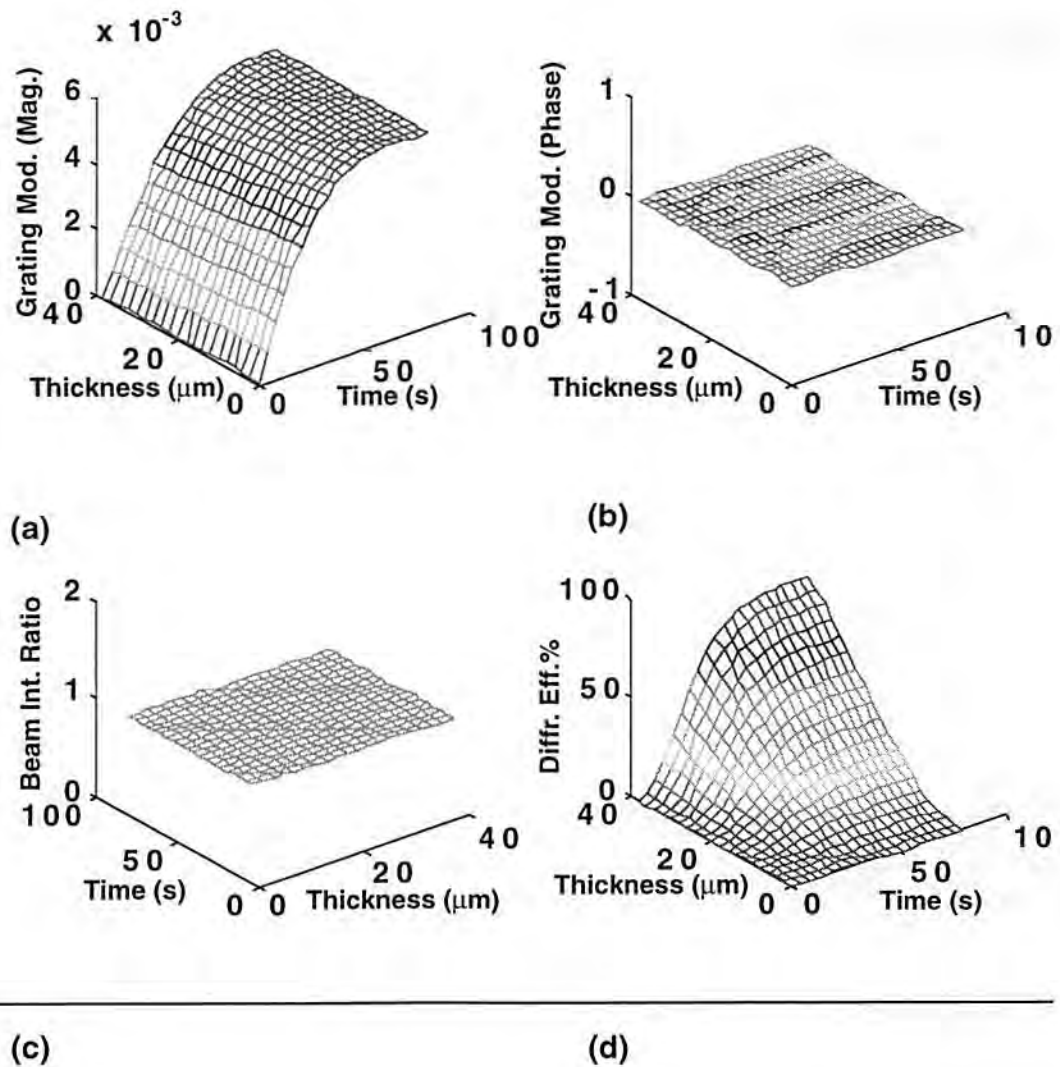 x 10-3
Grating Mod. (Mag.)
6
4
2
0
40
20
0
Thickness (μm)
0
50
100
Time (s)
(a)
Grating Mod. (Phase)
1
0
-1
40
20
0
Thickness (μm)
0
50
10
Time (s)
(b)
Beam Int. Ratio
2
1
0
100
50
0
Time (s)
0
20
40
Thickness (μm)
Diffr. Eff.%
100
50
0
40
20
0
Thickness (μm)
0
50
10
Time (s)
(c)
(d)